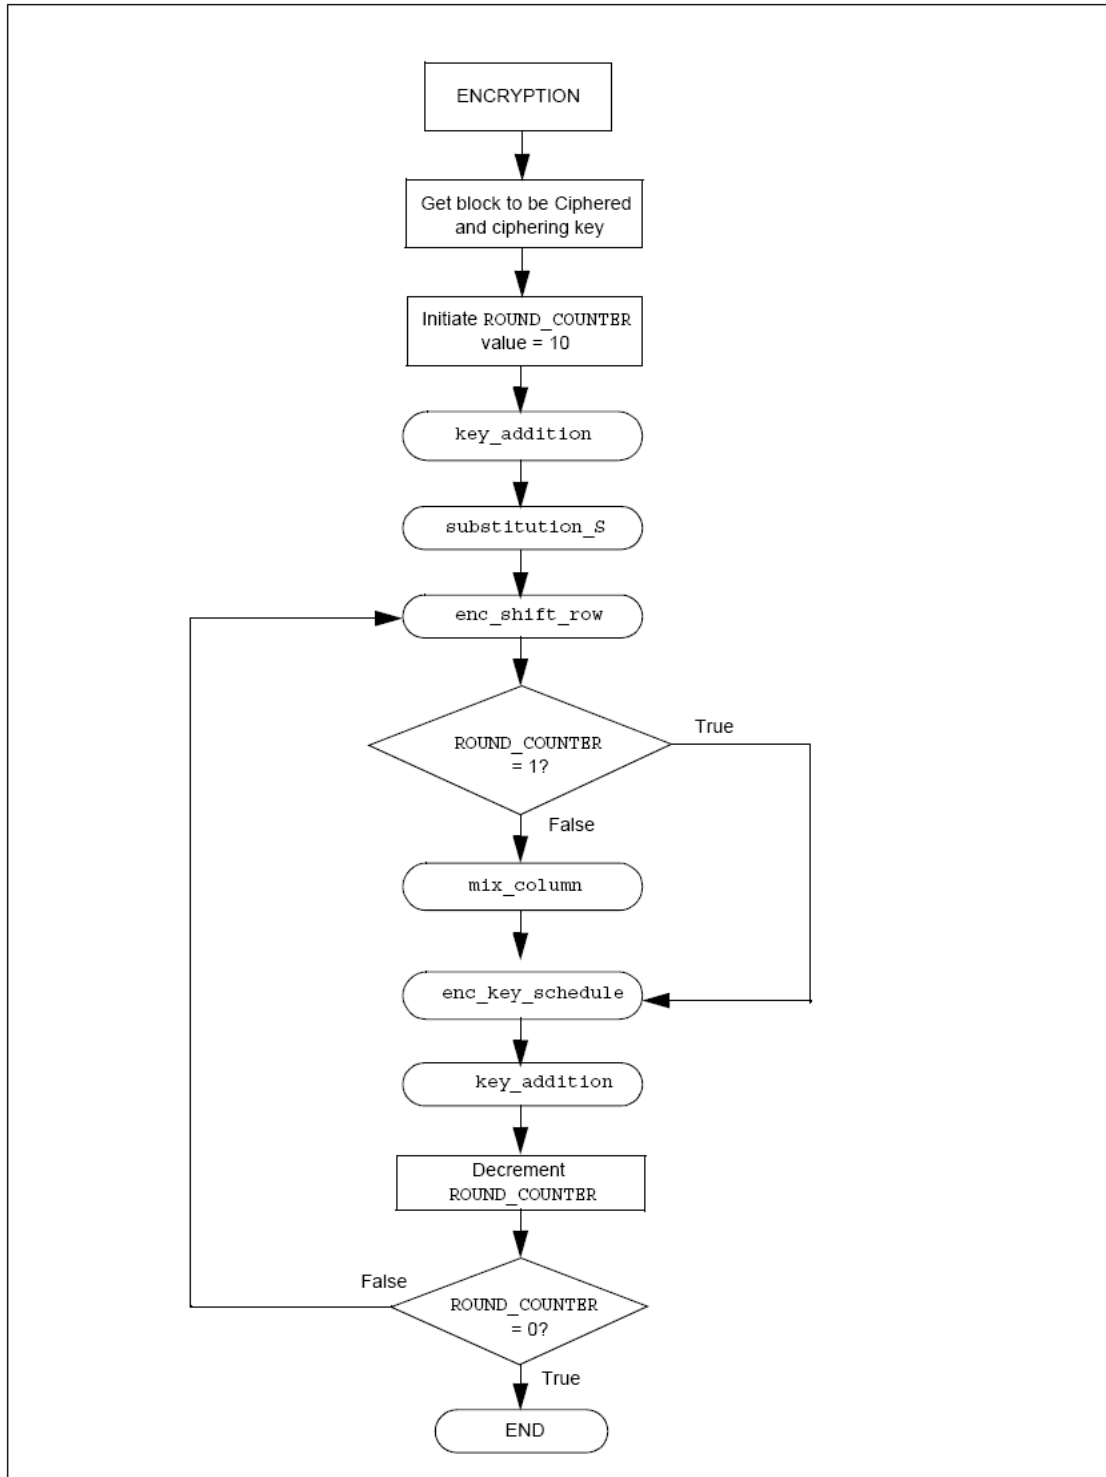 ENCRYPTION
Get block to be Ciphered
and ciphering key
Initiate ROUND_COUNTER
value = 10
key_addition
substitution_S
enc_shift_row
ROUND_COUNTER
= 1?
True
False
mix_column
enc_key_schedule
key_addition
Decrement
ROUND_COUNTER
False
ROUND_COUNTER
= 0?
True
END